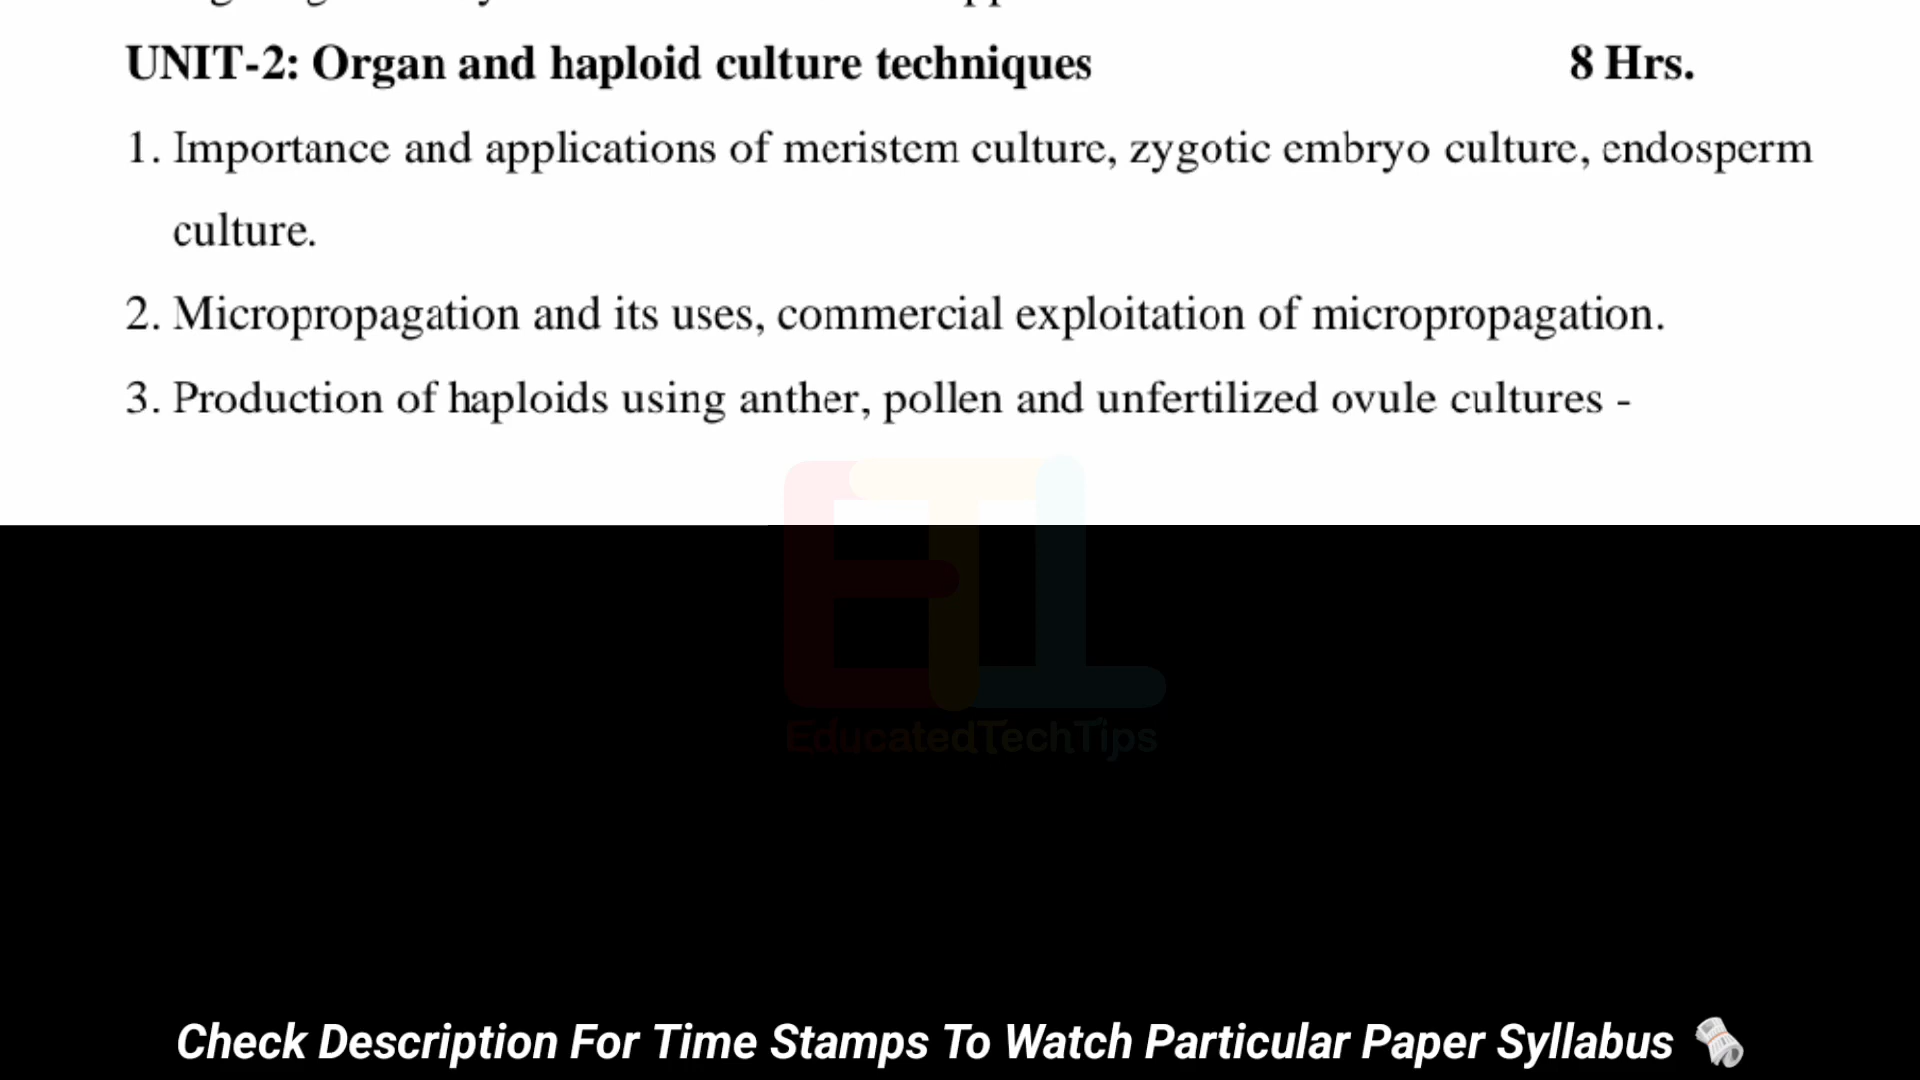 UNIT-2: Organ and haploid culture techniques 8 Hrs.
1. Importance and applications of meristem culture, zygotic embryo culture, endosperm
culture.
2. Micropropagation and its uses, commercial exploitation of micropropagation.
3. Production of haploids using anther, pollen and unfertilized ovule cultures -
ETT
EducatedTechTips
Check Description For Time Stamps To Watch Particular Paper Syllabus